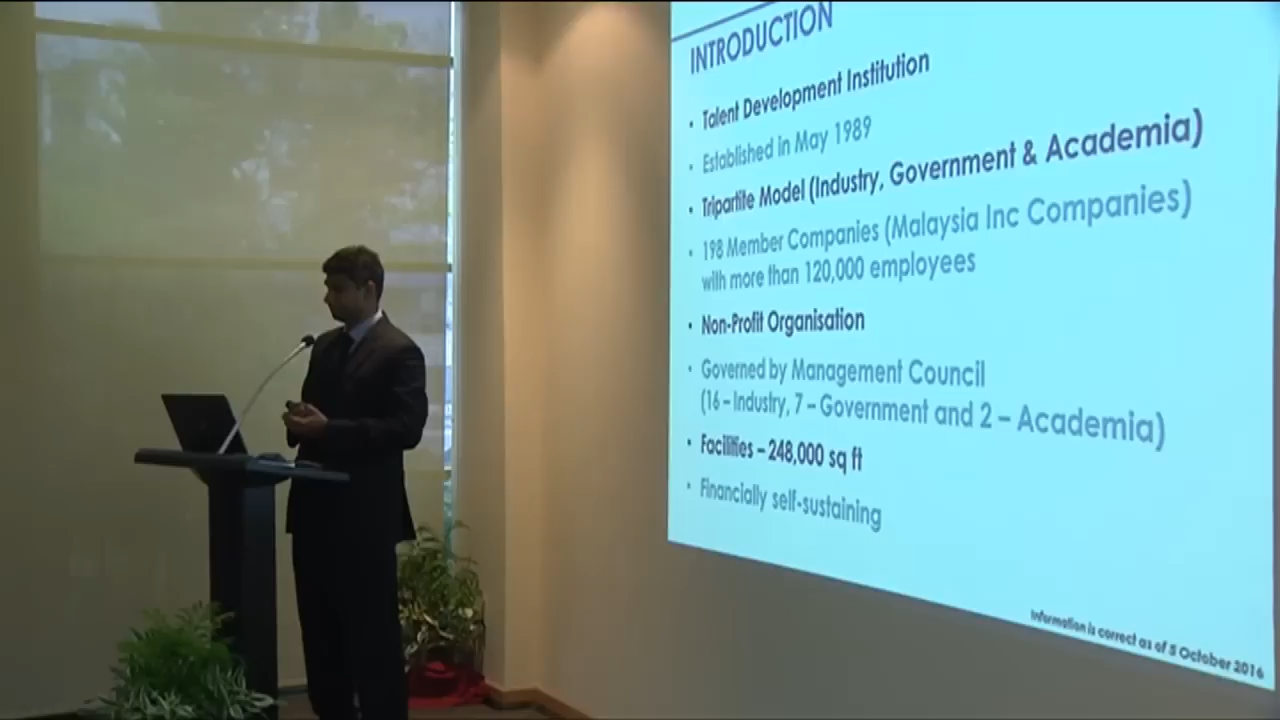 INTRODUCTION
• Talent Development Institution
• Established in May 1989
• Tripartite Model (Industry, Government & Academia)
• 198 Member Companies (Malaysia Inc Companies)
with more than 120,000 employees
• Non-Profit Organisation
• Governed by Management Council
(16 – Industry, 7 – Government and 2 – Academia)
• Facilities – 248,000 sq ft
• Financially self-sustaining
Information is correct as of 5 October 2016